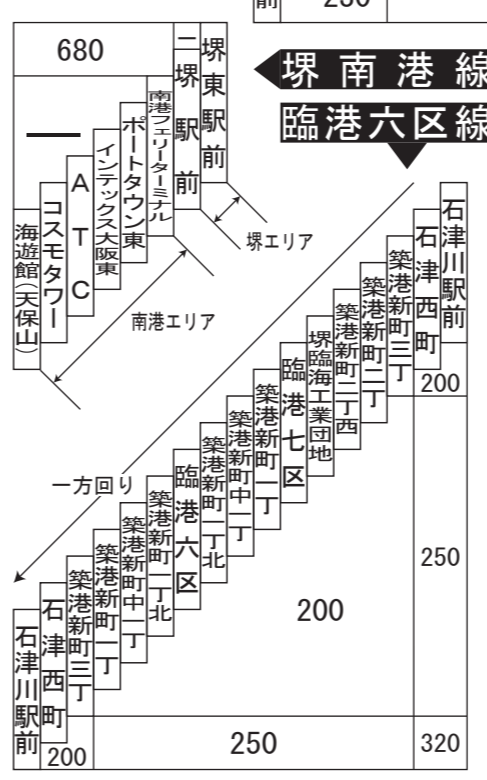 前
680
堺東駅前
二堺駅前
南港フェリーターミナル
ポートタウン東
インテックス大阪東
ATC
コスモタワー
海遊館(天保山)
堺エリア
南港エリア
堺南港線
臨港六区線
石津川駅前
石津西町
築港新町三丁
築港新町二丁
築港新町二丁西
堺臨海工業団地
臨港七区
築港新町一丁
築港新町中一丁
築港新町一丁北
臨港六区
築港新町一丁北
築港新町中一丁
築港新町一丁
築港新町三丁
石津西町
石津川駅前
一方回り
200
250
200
200
250
320